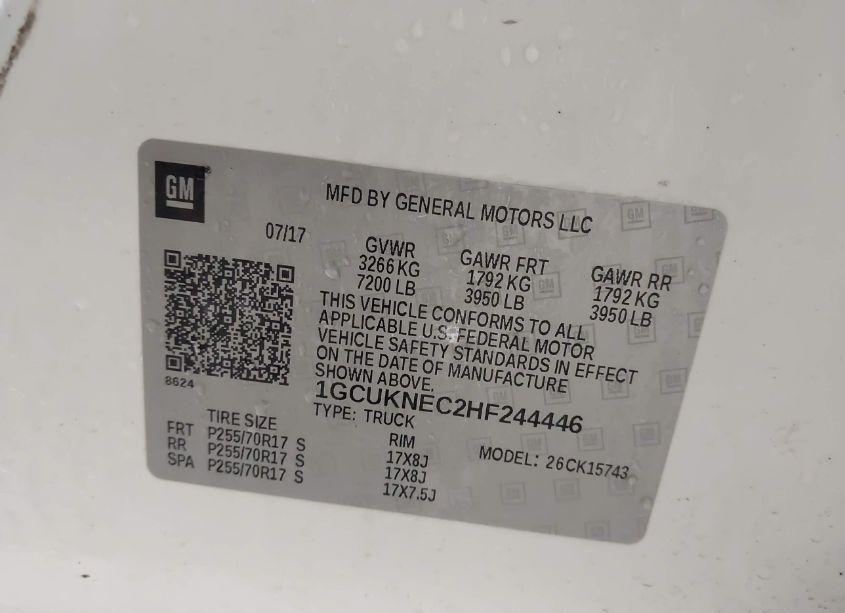 GM
MFD BY GENERAL MOTORS LLC
07/17
GVWR GAWR FRT GAWR RR
3266 KG 1792 KG 1792 KG
7200 LB 3950 LB 3950 LB
THIS VEHICLE CONFORMS TO ALL
APPLICABLE U.S. FEDERAL MOTOR
VEHICLE SAFETY STANDARDS IN EFFECT
ON THE DATE OF MANUFACTURE
SHOWN ABOVE.
8624
1GCUKNEC2HF244446
TYPE: TRUCK
TIRE SIZE RIM MODEL: 26CK15743
FRT P255/70R17 S 17X8J
RR P255/70R17 S 17X8J
SPA P255/70R17 S 17X7.5J